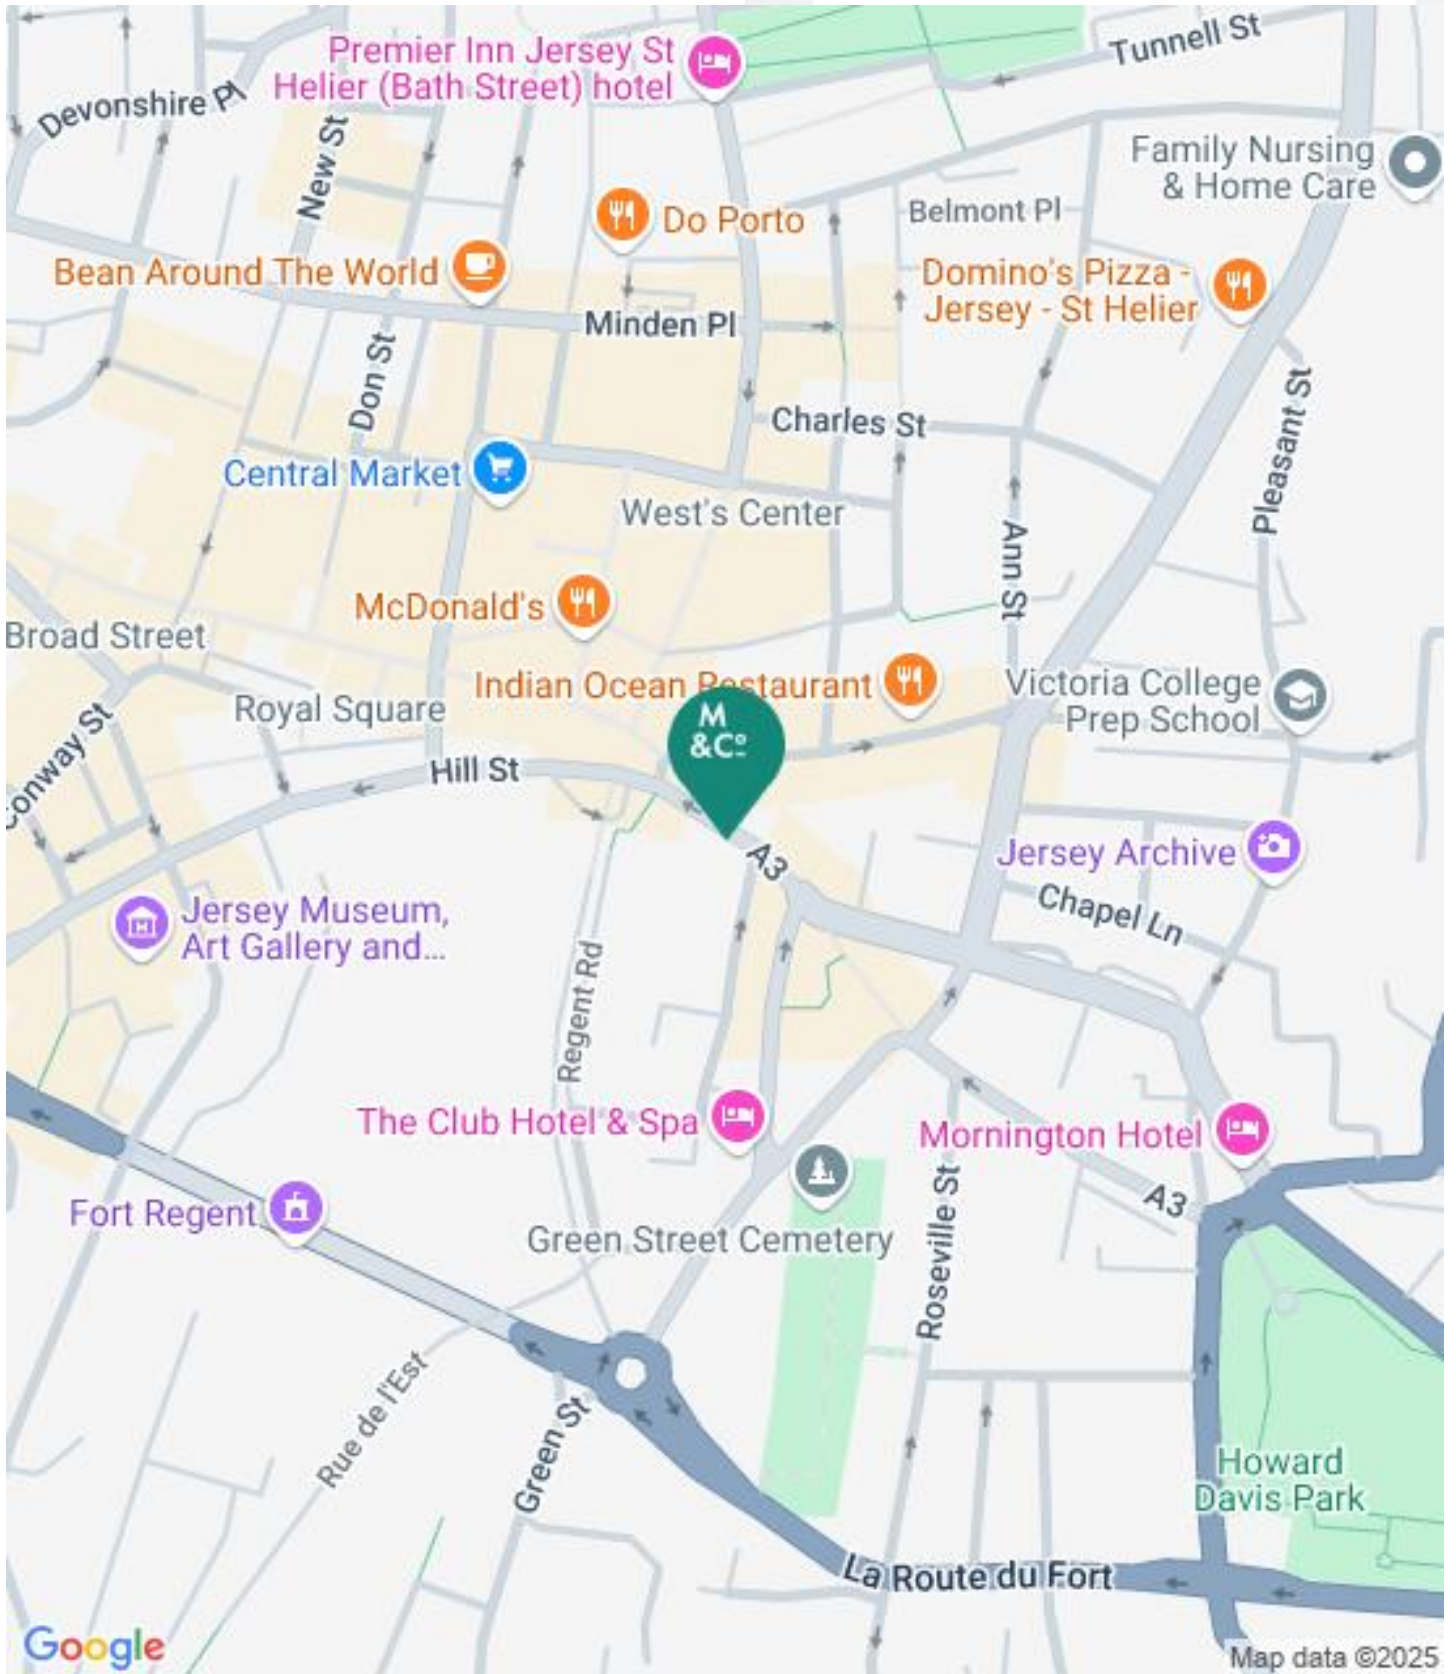 Premier Inn Jersey St
Helier (Bath Street) hotel
Tunnell St
Devonshire Pl
New St
Family Nursing
& Home Care
Do Porto
Belmont Pl
Bean Around The World
Domino's Pizza -
Jersey - St Helier
Minden Pl
Don St
Charles St
Pleasant St
Central Market
West's Center
Ann St
McDonald's
Broad Street
Indian Ocean Restaurant
Victoria College
Prep School
Royal Square
M
&Cº
Conway St
Hill St
A3
Jersey Archive
Chapel Ln
Jersey Museum,
Art Gallery and...
Regent Rd
The Club Hotel & Spa
Mornington Hotel
A3
Fort Regent
Green Street Cemetery
Roseville St
Rue de l'Est
Green St
Howard
Davis Park
La Route du Fort
Google
Map data ©2025